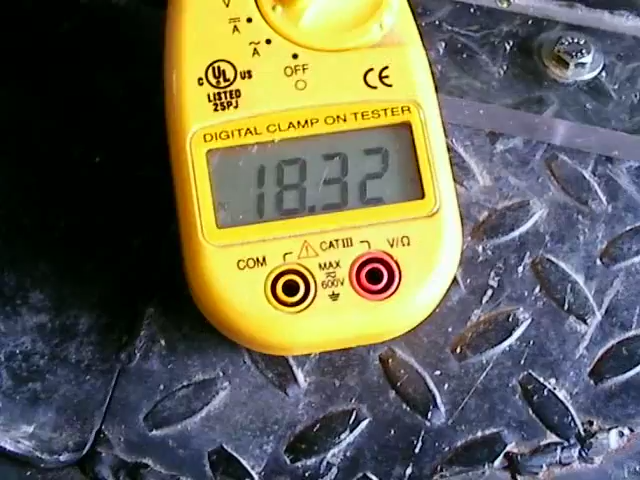 V
A
~
A
OFF
C UL US
LISTED
25PJ
CE
DIGITAL CLAMP ON TESTER
18.32
CAT III
COM
MAX
600V
V/Ω